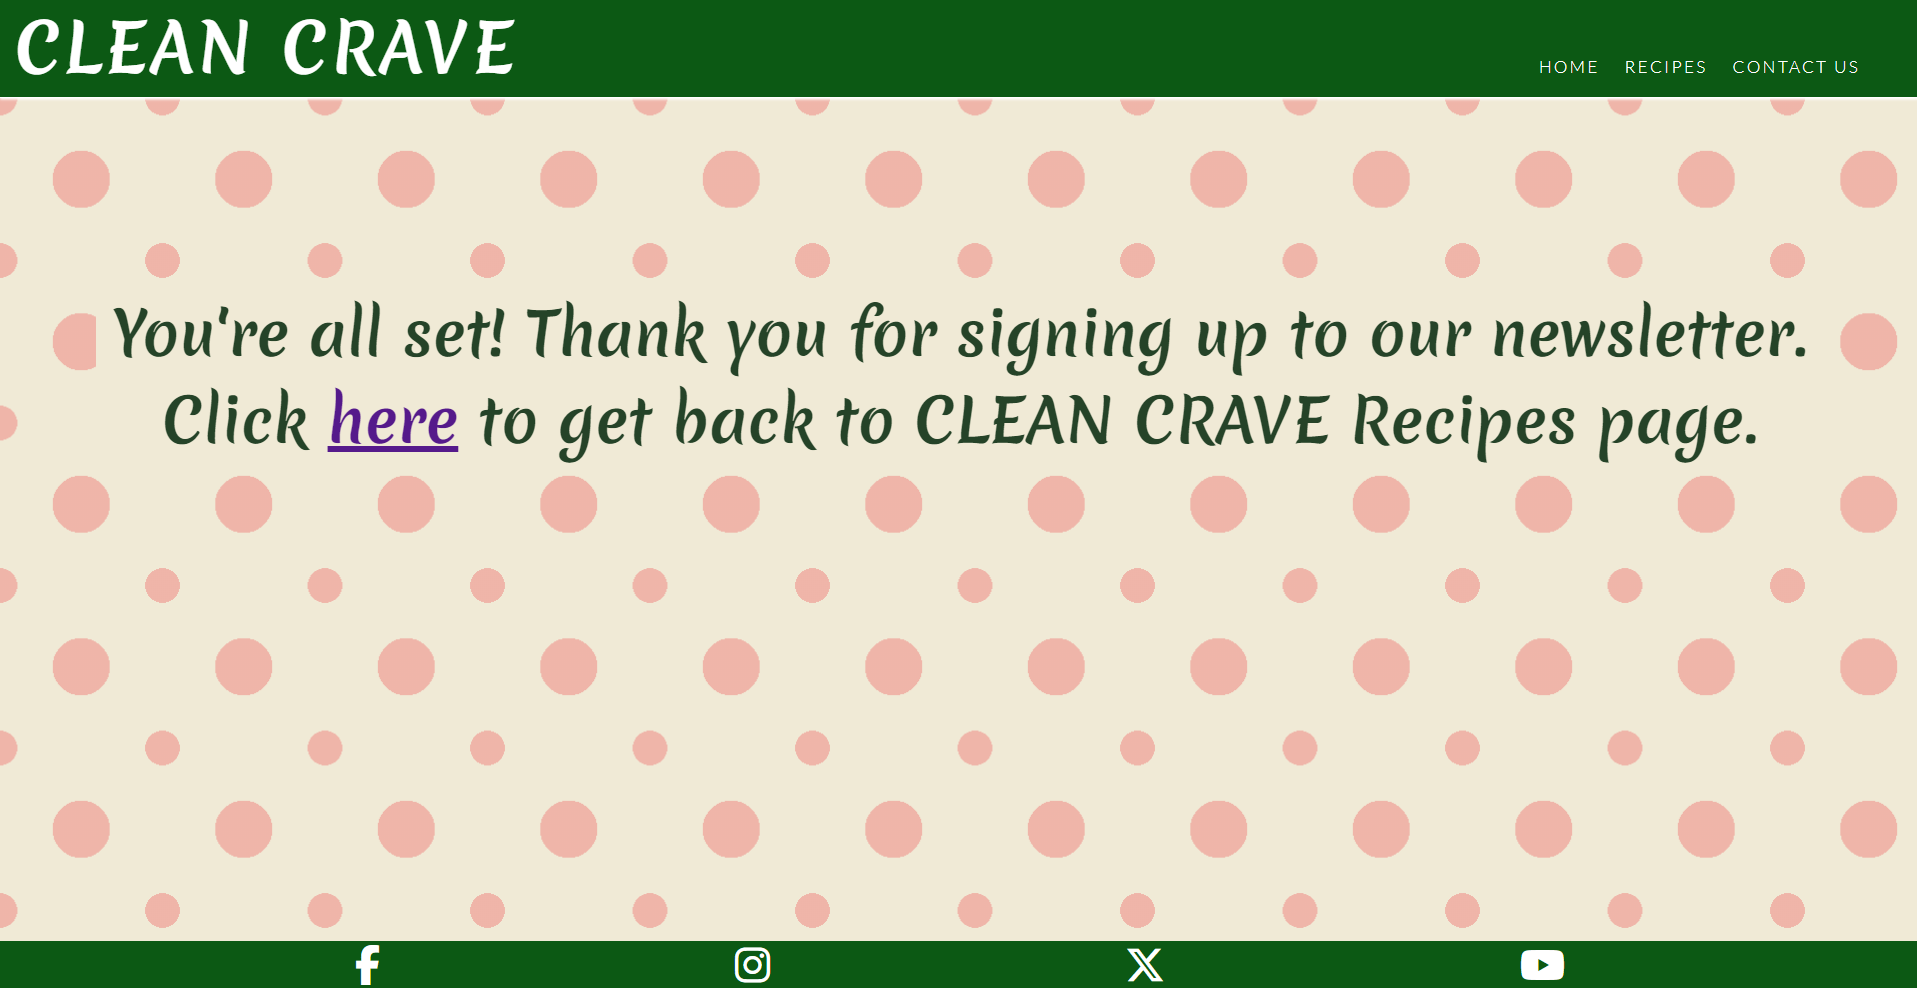 CLEAN CRAVE
HOME RECIPES CONTACT US
You're all set! Thank you for signing up to our newsletter.
Click here to get back to CLEAN CRAVE Recipes page.